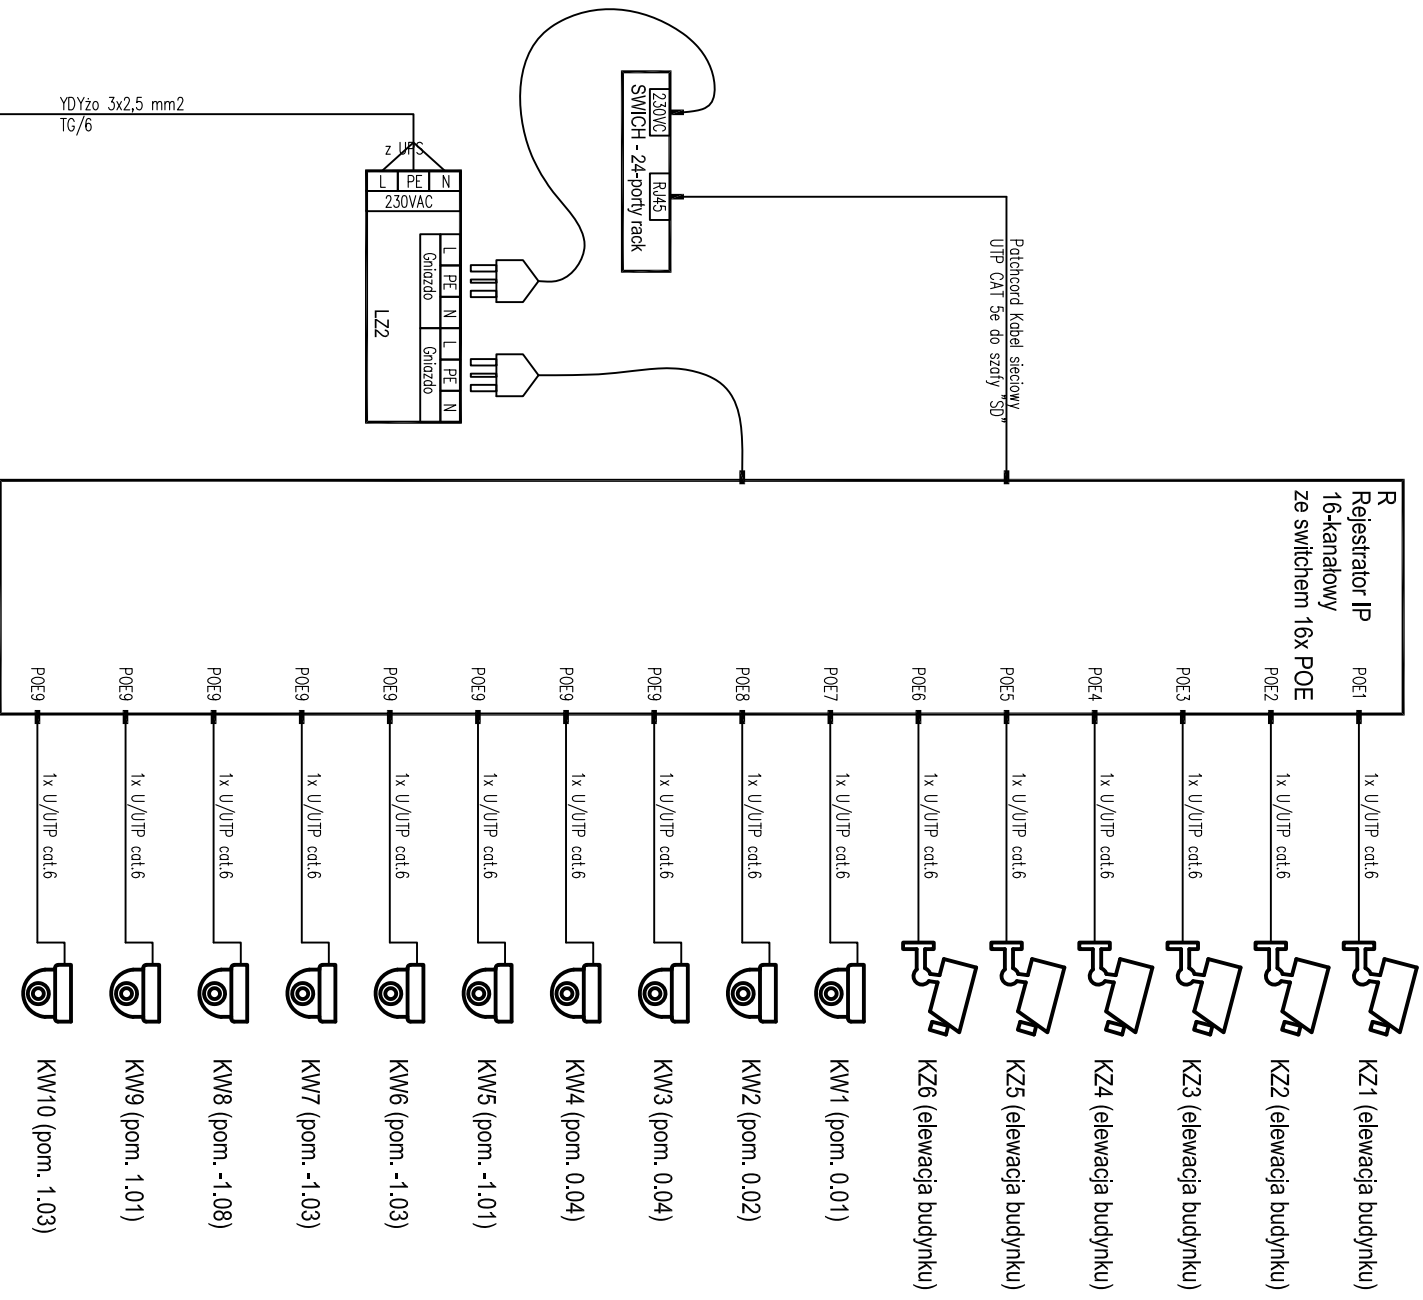 YDYżo 3x2,5 mm2
TG/6
z UPS
L PE N
230VAC
L PE N
Gniazdo
L PE N
Gniazdo
LZ2
230VC
RJ45
SWICH - 24-porty rack
Patchcord Kabel sieciowy
UTP CAT 5e do szafy "SD"
R
Rejestrator IP
16-kanałowy
ze switchem 16x POE
POE1
1x U/UTP cat.6
KZ1 (elewacja budynku)
POE2
1x U/UTP cat.6
KZ2 (elewacja budynku)
POE3
1x U/UTP cat.6
KZ3 (elewacja budynku)
POE4
1x U/UTP cat.6
KZ4 (elewacja budynku)
POE5
1x U/UTP cat.6
KZ5 (elewacja budynku)
POE6
1x U/UTP cat.6
KZ6 (elewacja budynku)
POE7
1x U/UTP cat.6
KW1 (pom. 0.01)
POE8
1x U/UTP cat.6
KW2 (pom. 0.02)
POE9
1x U/UTP cat.6
KW3 (pom. 0.04)
POE9
1x U/UTP cat.6
KW4 (pom. 0.04)
POE9
1x U/UTP cat.6
KW5 (pom. -1.01)
POE9
1x U/UTP cat.6
KW6 (pom. -1.03)
POE9
1x U/UTP cat.6
KW7 (pom. -1.03)
POE9
1x U/UTP cat.6
KW8 (pom. -1.08)
POE9
1x U/UTP cat.6
KW9 (pom. 1.01)
POE9
1x U/UTP cat.6
KW10 (pom. 1.03)